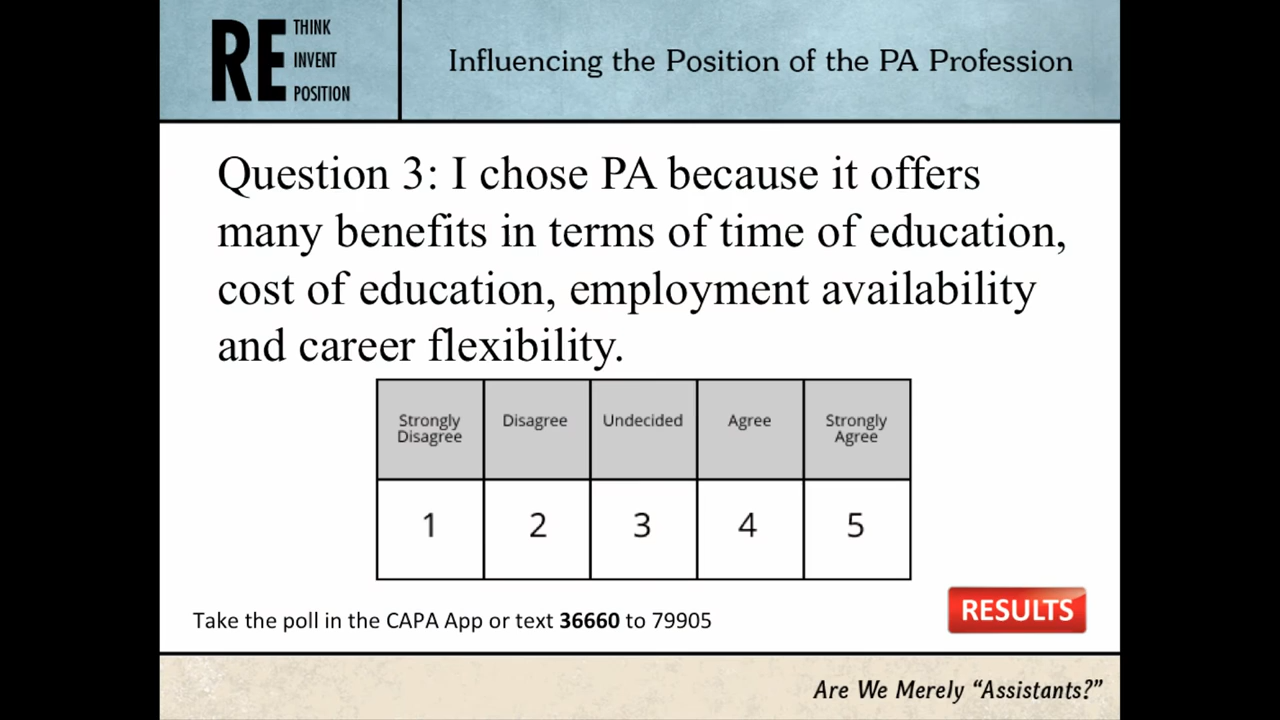 RE THINK
INVENT
POSITION
Influencing the Position of the PA Profession
Question 3: I chose PA because it offers
many benefits in terms of time of education,
cost of education, employment availability
and career flexibility.
Strongly Disagree Disagree Undecided Agree Strongly Agree
1 2 3 4 5
Take the poll in the CAPA App or text 36660 to 79905
RESULTS
Are We Merely “Assistants?”